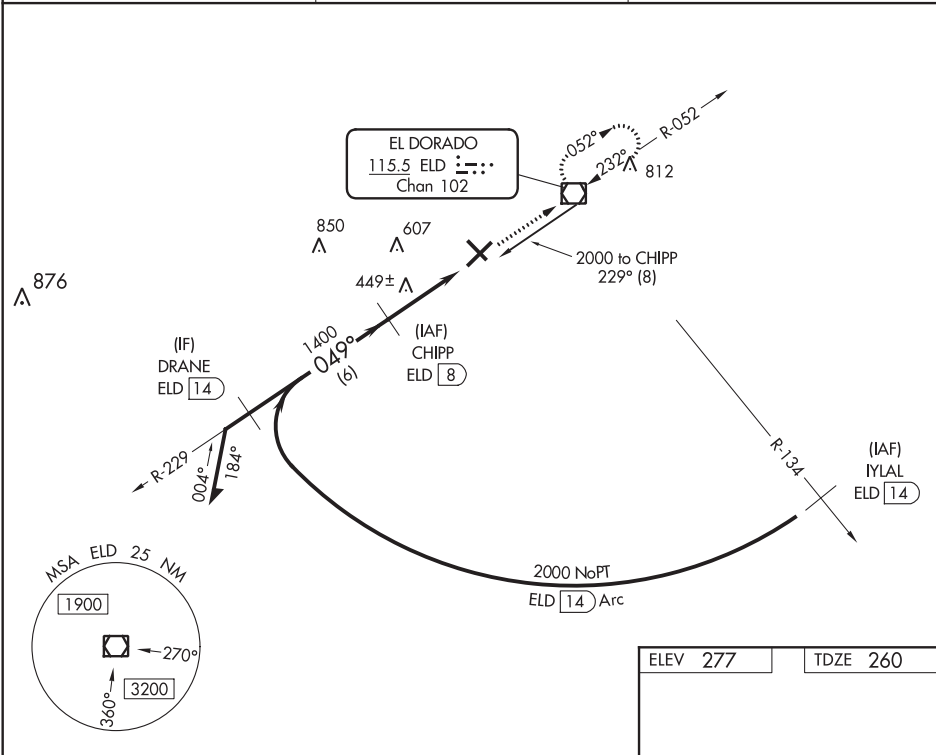 R-052
052°
232°
812
EL DORADO
115.5 ELD
Chan 102
850
607
2000 to CHIPP
229° (8)
449±
876
(IF)
DRANE
ELD 14
1400
049°
(6)
(IAF)
CHIPP
ELD 8
R-229
004°
184°
R-134
(IAF)
IYLAL
ELD 14
2000 NoPT
ELD 14 Arc
MSA ELD 25 NM
1900
270°
3200
360°
ELEV 277
TDZE 260